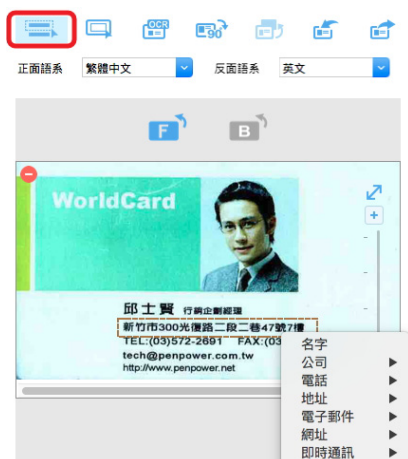 OCR
90°
正面語系 繁體中文 反面語系 英文
F B
WorldCard
邱士賢 行銷企劃經理
新竹市300光復路二段二巷47號7樓
TEL:(03)572-2691 FAX:(03
tech@penpower.com.tw
http://www.penpower.net
名字
公司
電話
地址
電子郵件
網址
即時通訊